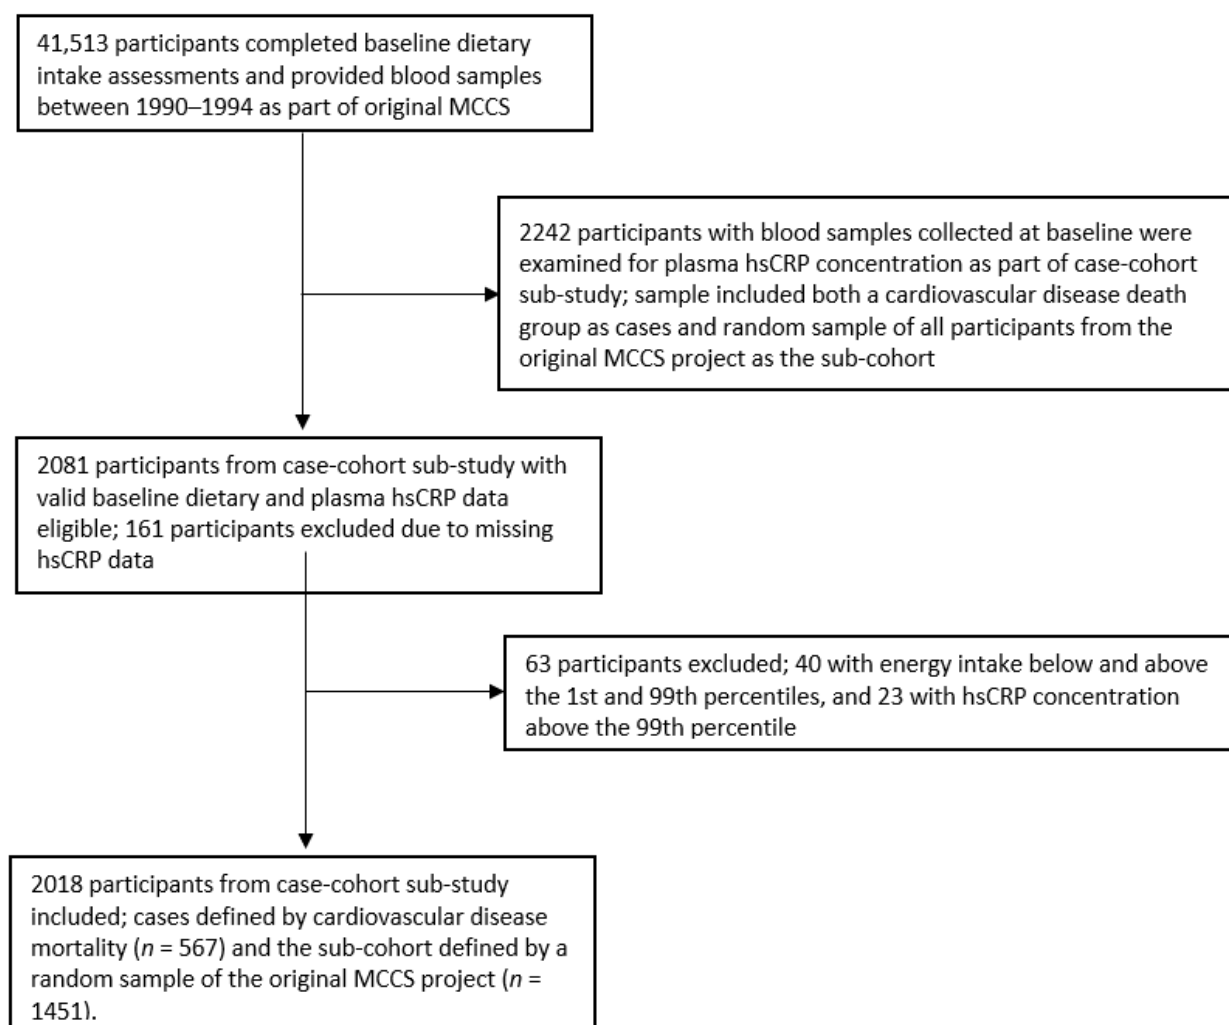 41,513 participants completed baseline dietary
intake assessments and provided blood samples
between 1990–1994 as part of original MCCS
2242 participants with blood samples collected at baseline were
examined for plasma hsCRP concentration as part of case-cohort
sub-study; sample included both a cardiovascular disease death
group as cases and random sample of all participants from the
original MCCS project as the sub-cohort
2081 participants from case-cohort sub-study with
valid baseline dietary and plasma hsCRP data
eligible; 161 participants excluded due to missing
hsCRP data
63 participants excluded; 40 with energy intake below and above
the 1st and 99th percentiles, and 23 with hsCRP concentration
above the 99th percentile
2018 participants from case-cohort sub-study
included; cases defined by cardiovascular disease
mortality (n = 567) and the sub-cohort defined by a
random sample of the original MCCS project (n =
1451).